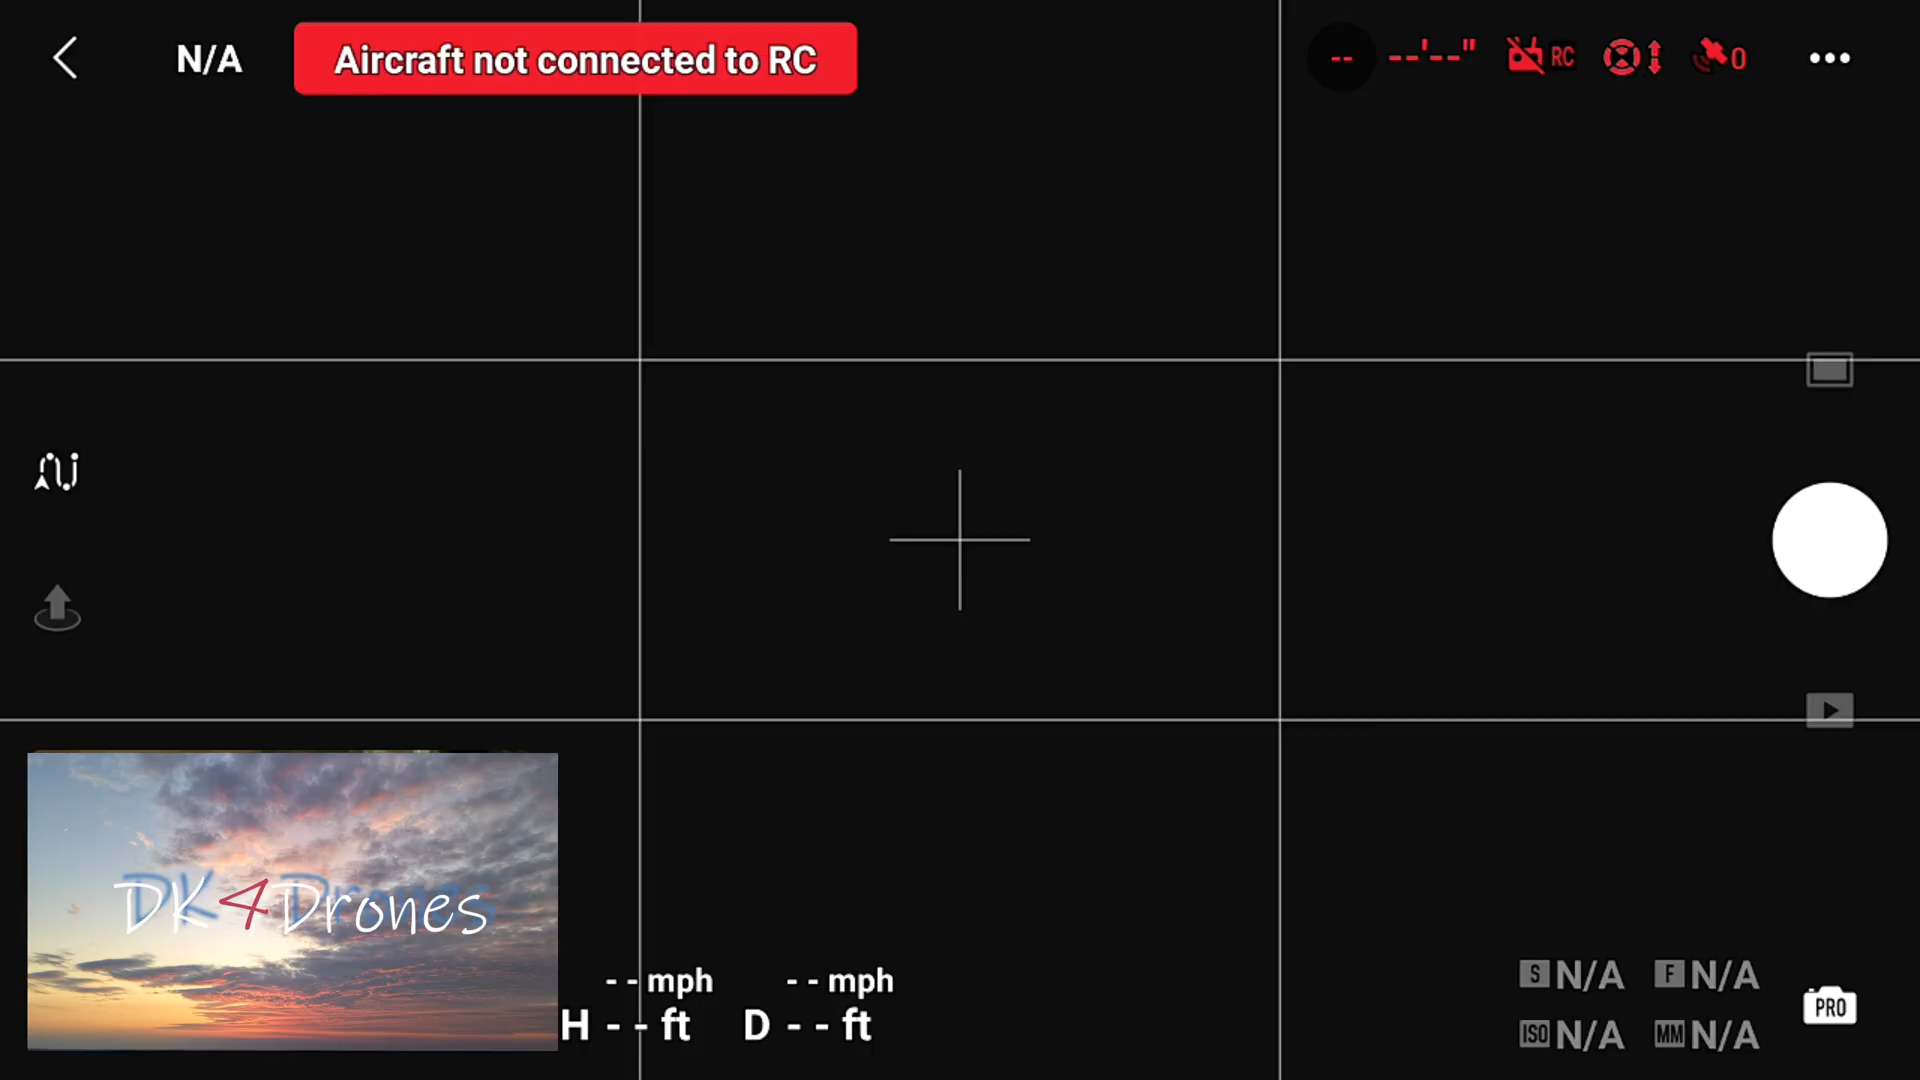 N/A
Aircraft not connected to RC
-- --'--" RC 0
DK4Drones
-- mph -- mph
H -- ft D -- ft
S N/A F N/A
ISO N/A MM N/A
PRO